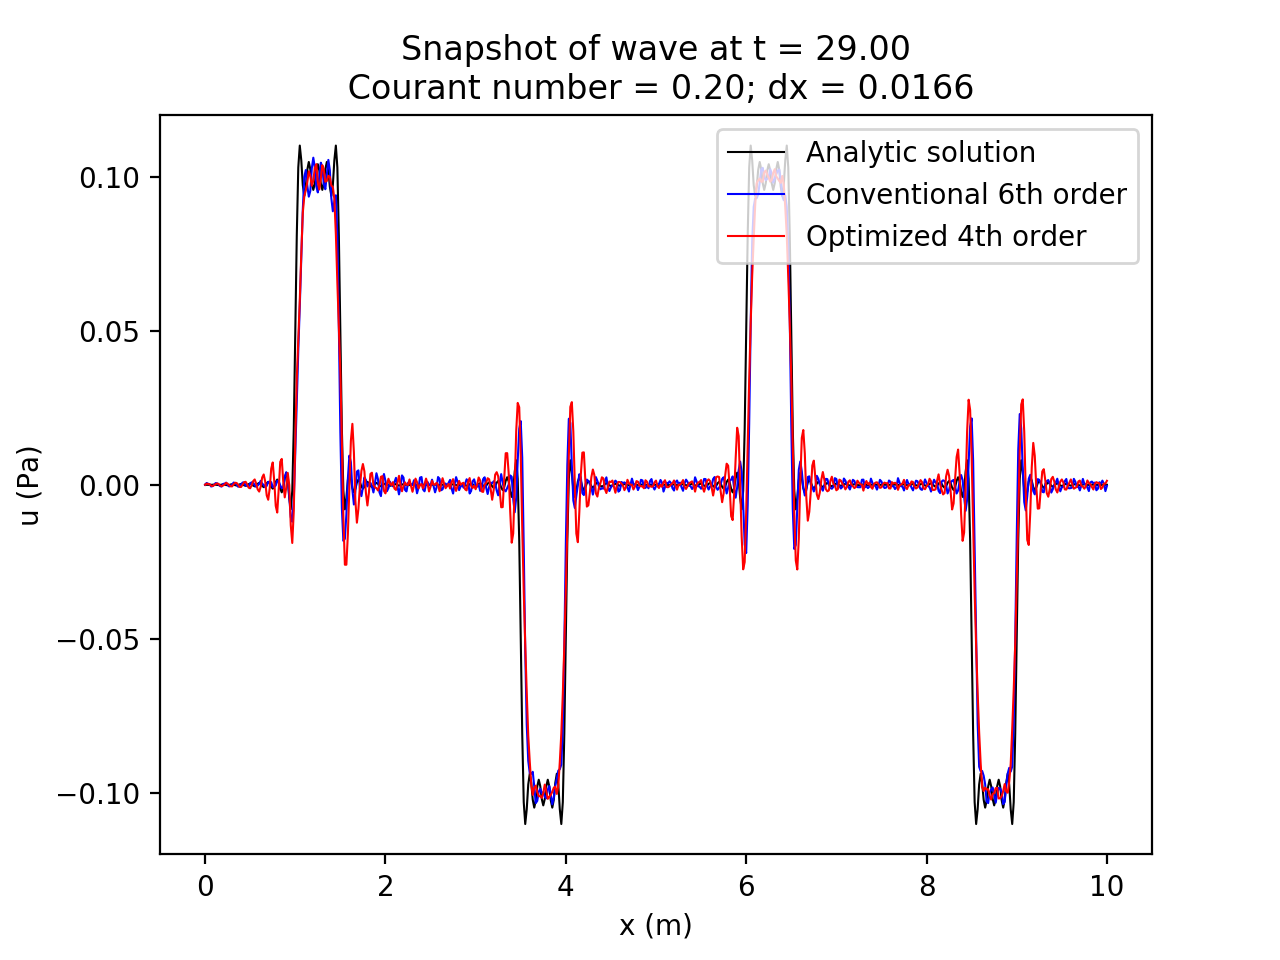 Snapshot of wave at t = 29.00
Courant number = 0.20; dx = 0.0166
Analytic solution
Conventional 6th order
Optimized 4th order
0.10
0.05
0.00
−0.05
−0.10
u (Pa)
0 2 4 6 8 10
x (m)